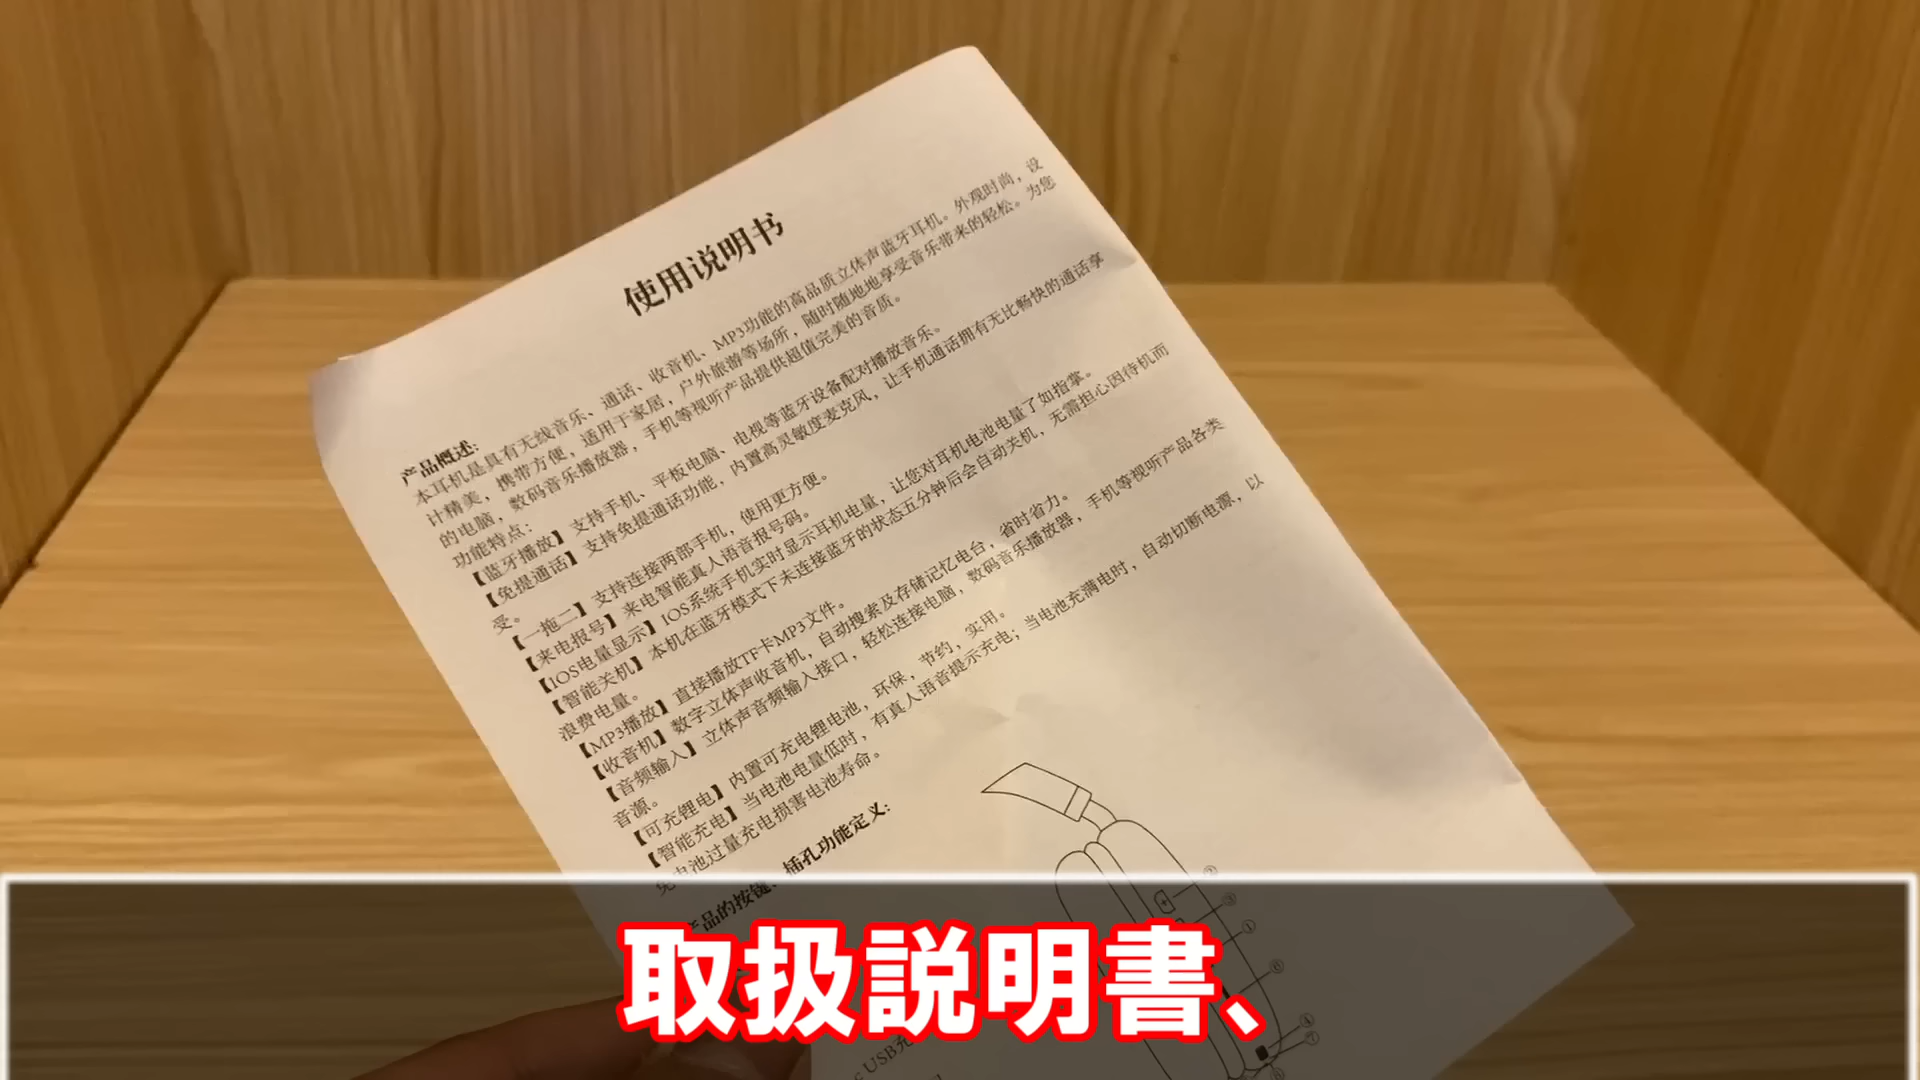 使用说明书
产品概述:
本耳机是具有无线音乐、通话、收音机、MP3功能的高品质立体声蓝牙耳机。外观时尚，设
计精美，携带方便，适用于家居，户外旅游等场所，随时随地地享受音乐带来的轻松。为您
的电脑，数码音乐播放器，手机等视听产品提供超值完美的音质。
功能特点:
【蓝牙播放】支持手机、平板电脑、电视等蓝牙设备配对播放音乐。
【免提通话】支持免提通话功能，内置高灵敏度麦克风，让手机通话拥有无比畅快的通话享
受。
【一拖二】支持连接两部手机，使用更方便。
【来电报号】来电智能真人语音报号码。
【IOS电量显示】IOS系统手机实时显示耳机电量，让您对耳机电池电量了如指掌。
【智能关机】本机在蓝牙模式下未连接蓝牙的状态五分钟后会自动关机，无需担心因待机而
浪费电量。
【MP3播放】直接播放TF卡MP3文件。
【收音机】数字立体声收音机，自动搜索及存储记忆电台，省时省力。
【音频输入】立体声音频输入接口，轻松连接电脑，数码音乐播放器，手机等视听产品各类
音源。
【可充锂电】内置可充电锂电池，环保，节约，实用。
【智能充电】当电池电量低时，有真人语音提示充电；当电池充满电时，自动切断电源，以
免电池过量充电损害电池寿命。
产品的按键、插孔功能定义:
USB充
取扱説明書、